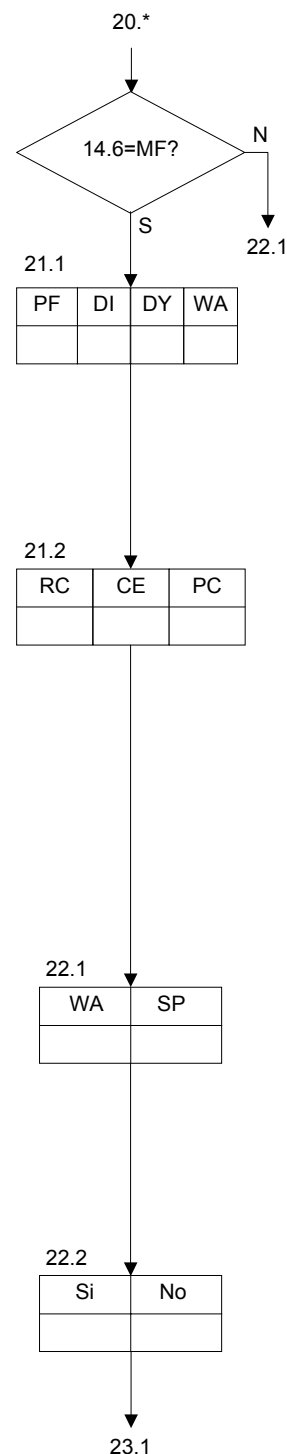 20.*
14.6=MF?
N
S
22.1
21.1
PF DI DY WA
21.2
RC CE PC
22.1
WA SP
22.2
Si No
23.1